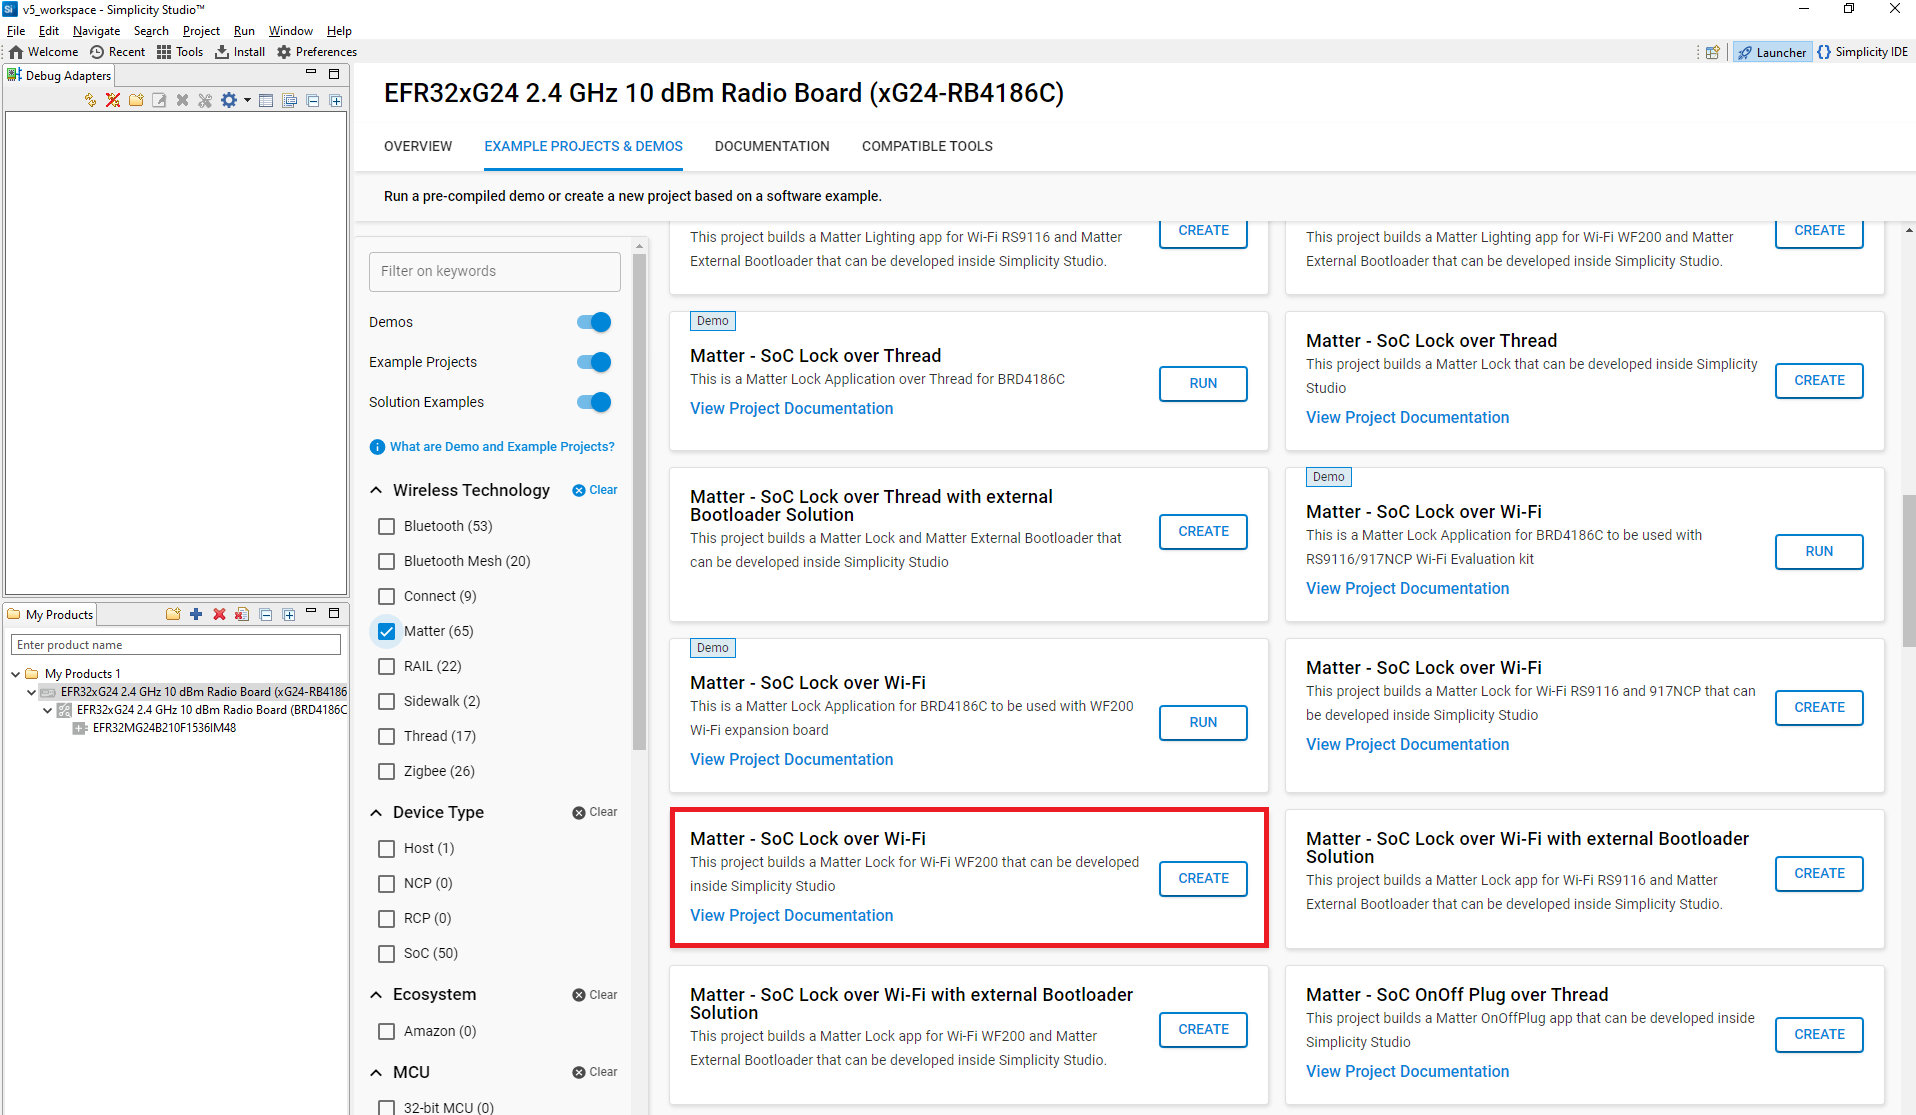 v5_workspace - Simplicity Studio™
File Edit Navigate Search Project Run Window Help
Welcome Recent Tools Install Preferences
Launcher Simplicity IDE
Debug Adapters
My Products
Enter product name
My Products 1
EFR32xG24 2.4 GHz 10 dBm Radio Board (xG24-RB4186
EFR32xG24 2.4 GHz 10 dBm Radio Board (BRD4186C
EFR32MG24B210F1536IM48
EFR32xG24 2.4 GHz 10 dBm Radio Board (xG24-RB4186C)
OVERVIEW EXAMPLE PROJECTS & DEMOS DOCUMENTATION COMPATIBLE TOOLS
Run a pre-compiled demo or create a new project based on a software example.
Filter on keywords
Demos
Example Projects
Solution Examples
What are Demo and Example Projects?
Wireless Technology Clear
Bluetooth (53)
Bluetooth Mesh (20)
Connect (9)
Matter (65)
RAIL (22)
Sidewalk (2)
Thread (17)
Zigbee (26)
Device Type Clear
Host (1)
NCP (0)
RCP (0)
SoC (50)
Ecosystem Clear
Amazon (0)
MCU Clear
32-bit MCU (0)
This project builds a Matter Lighting app for Wi-Fi RS9116 and Matter
External Bootloader that can be developed inside Simplicity Studio.
CREATE
This project builds a Matter Lighting app for Wi-Fi WF200 and Matter
External Bootloader that can be developed inside Simplicity Studio.
CREATE
Demo
Matter - SoC Lock over Thread
This is a Matter Lock Application over Thread for BRD4186C
View Project Documentation
RUN
Matter - SoC Lock over Thread
This project builds a Matter Lock that can be developed inside Simplicity
Studio
View Project Documentation
CREATE
Matter - SoC Lock over Thread with external
Bootloader Solution
This project builds a Matter Lock and Matter External Bootloader that
can be developed inside Simplicity Studio
CREATE
Demo
Matter - SoC Lock over Wi-Fi
This is a Matter Lock Application for BRD4186C to be used with
RS9116/917NCP Wi-Fi Evaluation kit
View Project Documentation
RUN
Demo
Matter - SoC Lock over Wi-Fi
This is a Matter Lock Application for BRD4186C to be used with WF200
Wi-Fi expansion board
View Project Documentation
RUN
Matter - SoC Lock over Wi-Fi
This project builds a Matter Lock for Wi-Fi RS9116 and 917NCP that can
be developed inside Simplicity Studio
View Project Documentation
CREATE
Matter - SoC Lock over Wi-Fi
This project builds a Matter Lock for Wi-Fi WF200 that can be developed
inside Simplicity Studio
View Project Documentation
CREATE
Matter - SoC Lock over Wi-Fi with external Bootloader
Solution
This project builds a Matter Lock app for Wi-Fi RS9116 and Matter
External Bootloader that can be developed inside Simplicity Studio.
CREATE
Matter - SoC Lock over Wi-Fi with external Bootloader
Solution
This project builds a Matter Lock app for Wi-Fi WF200 and Matter
External Bootloader that can be developed inside Simplicity Studio.
CREATE
Matter - SoC OnOff Plug over Thread
This project builds a Matter OnOffPlug app that can be developed inside
Simplicity Studio
View Project Documentation
CREATE